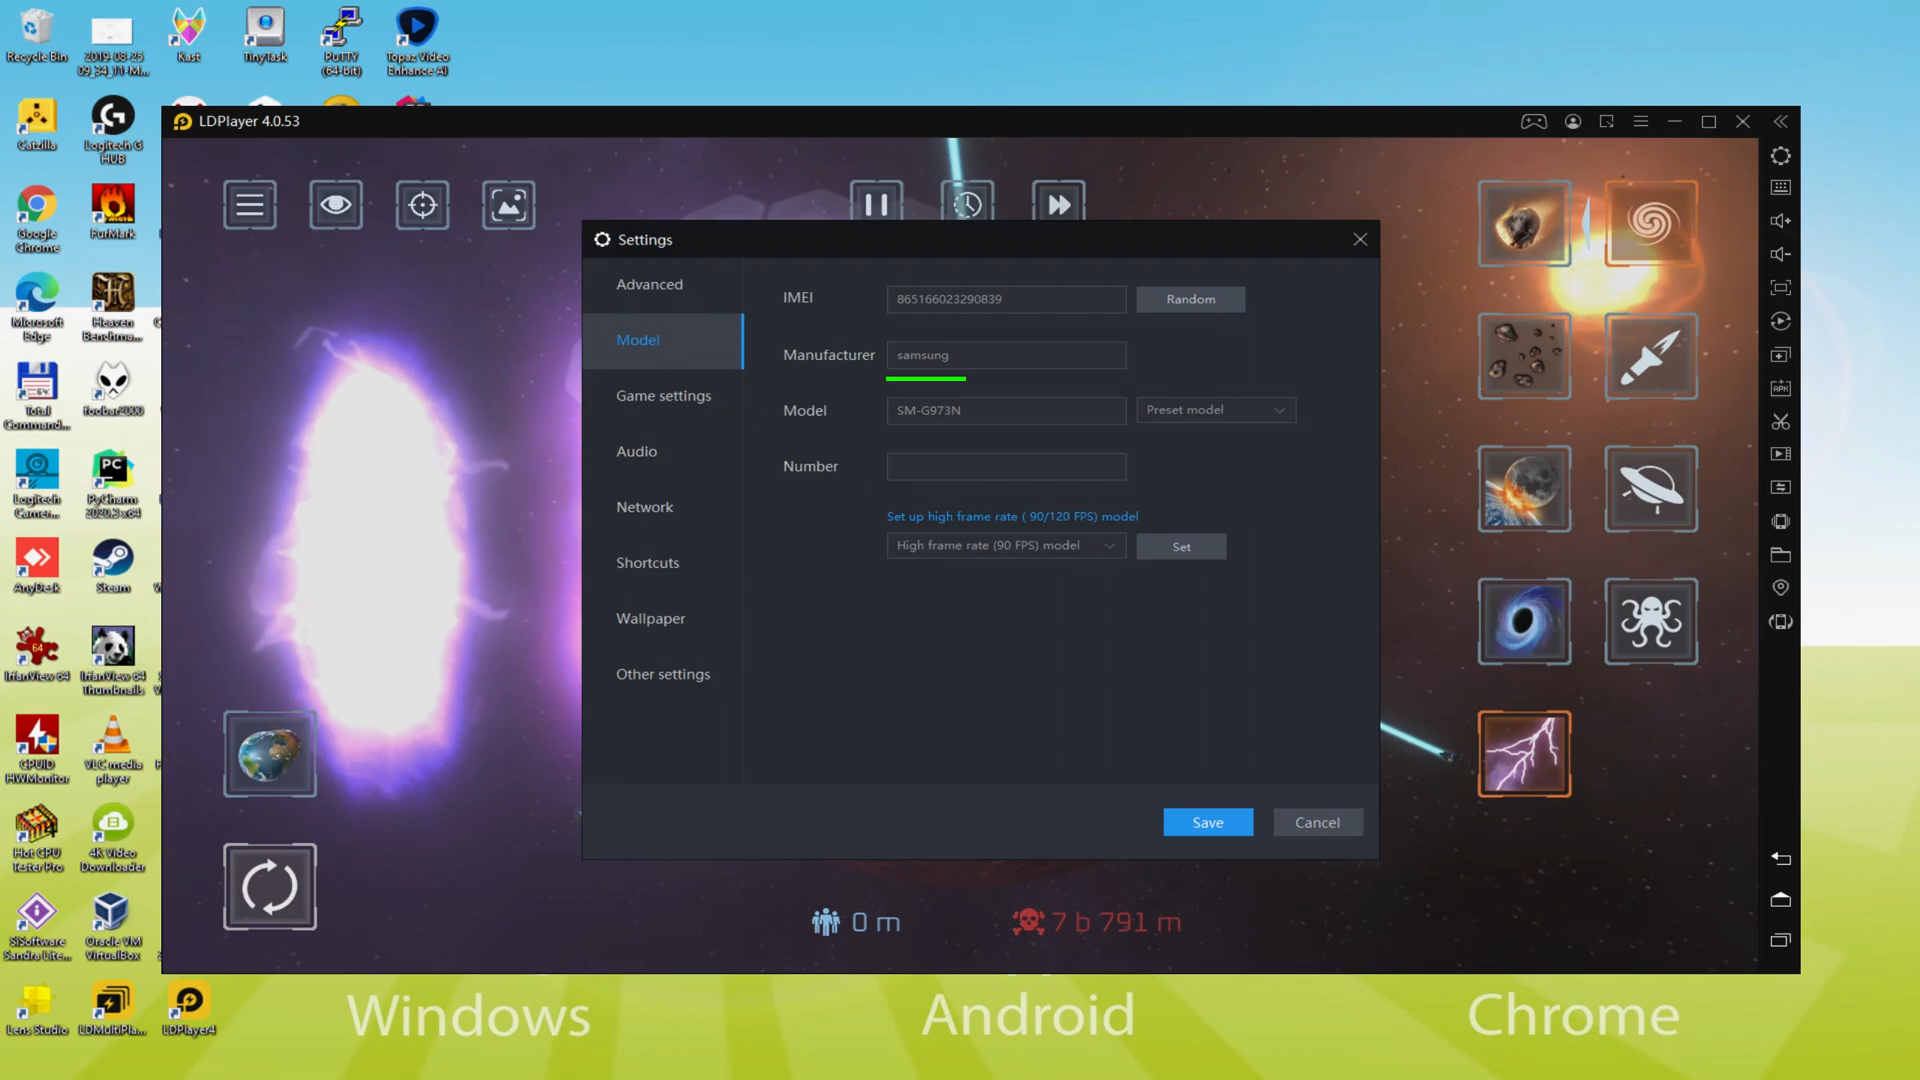 Recycle Bin
2019-08-25
09_34_11-M...
Kast
TinyTask
PuTTY
(64-bit)
Topaz Video
Enhance AI
Catzilla
Logitech G
HUB
Google
Chrome
FurMark
Microsoft
Edge
Heaven
Benchma...
Total
Command...
foobar2000
Logitech
Camer...
PyCharm
2020.3 x64
AnyDesk
Steam
IrfanView 64
IrfanView 64
Thumbnails
CPUID
HWMonitor
VLC media
player
Hot CPU
Tester Pro
4K Video
Downloader
SiSoftware
Sandra Lite...
Oracle VM
VirtualBox
Lens Studio
LDMultiPla...
LDPlayer4
LDPlayer 4.0.53
Settings
Advanced
Model
Game settings
Audio
Network
Shortcuts
Wallpaper
Other settings
IMEI
865166023290839
Random
Manufacturer
samsung
Model
SM-G973N
Preset model
Number
Set up high frame rate ( 90/120 FPS) model
High frame rate (90 FPS) model
Set
Save
Cancel
0 m
7 b 791 m
APK
Windows
Android
Chrome